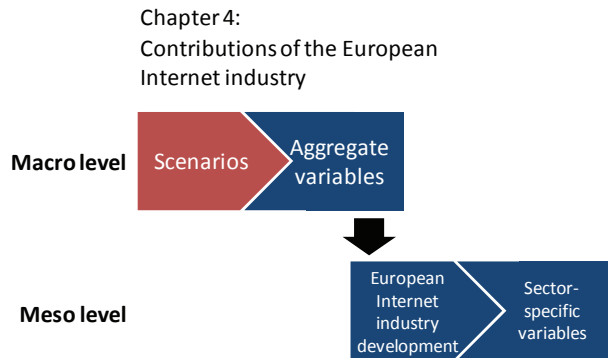 Chapter 4:
Contributions of the European
Internet industry
Macro level
Scenarios
Aggregate
variables
Meso level
European
Internet
industry
development
Sector-
specific
variables